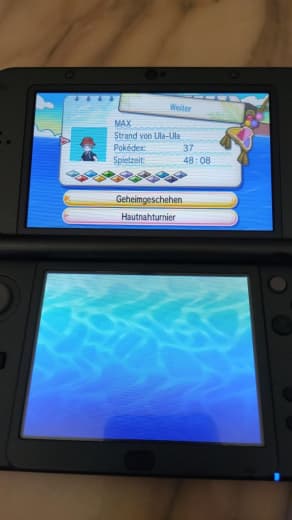 Weiter
MAX
Strand von Ula-Ula
Pokédex: 37
Spielzeit: 48:08
Geheimgeschehen
Hautnahturnier